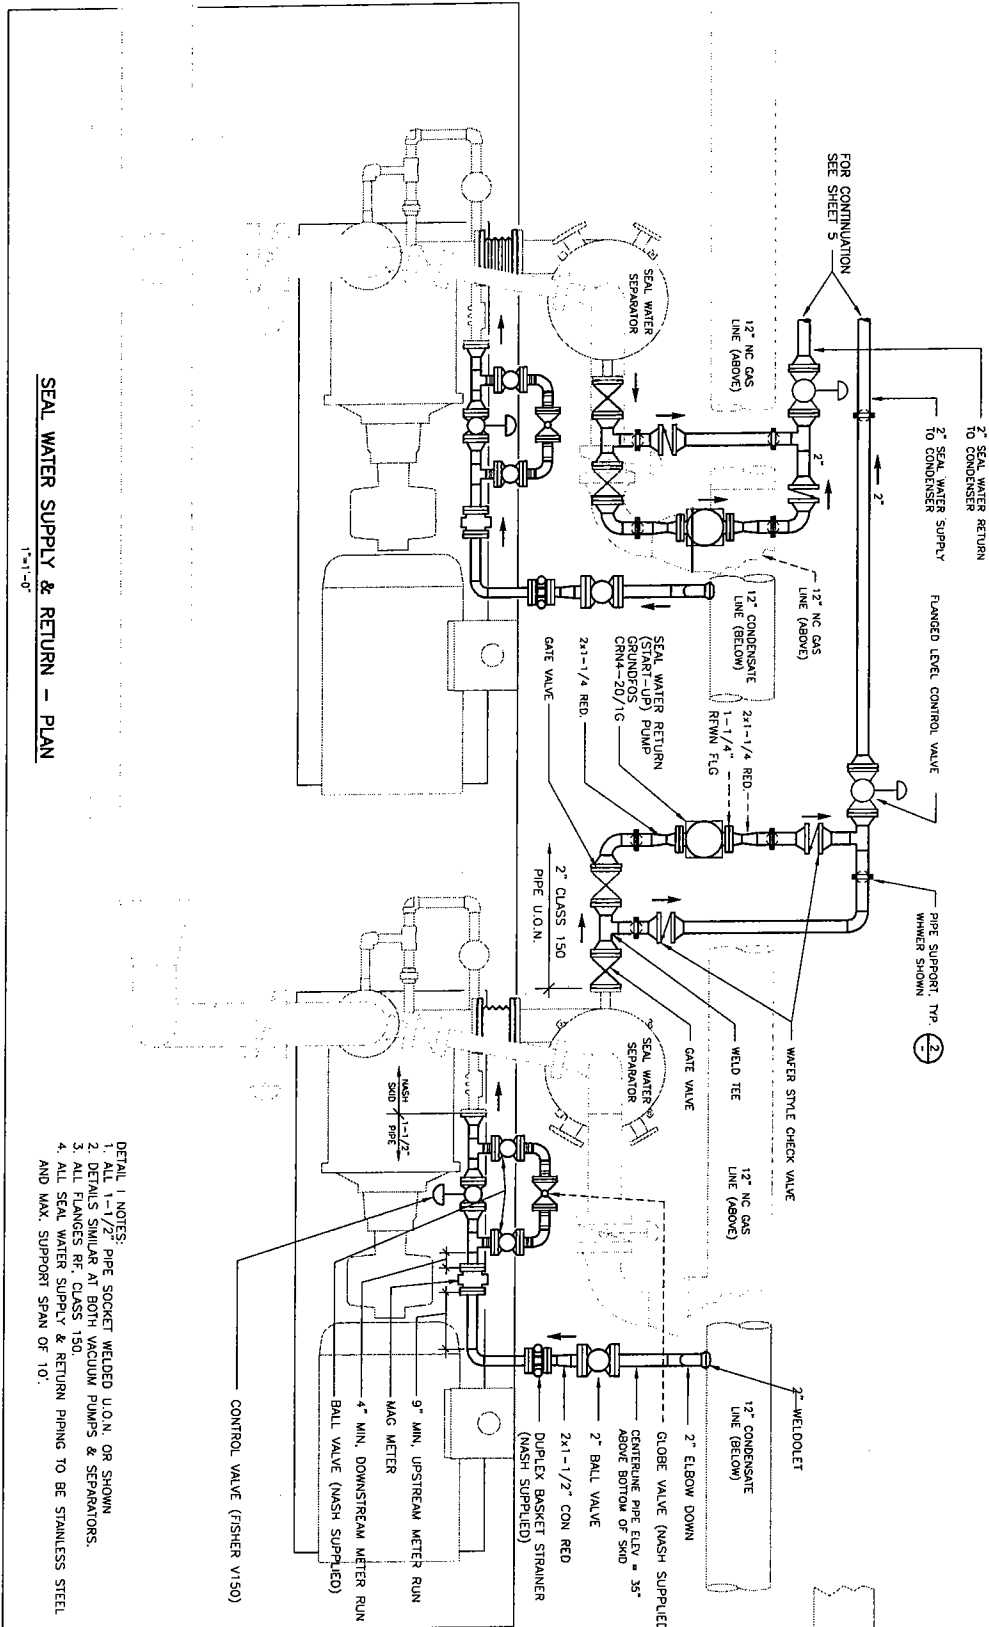 FOR CONTINUATION
SEE SHEET 5
2" SEAL WATER RETURN
TO CONDENSER
2" SEAL WATER SUPPLY
TO CONDENSER
FLANGED LEVEL CONTROL VALVE
PIPE SUPPORT, TYP.
WHWER SHOWN
2
-
WAFER STYLE CHECK VALVE
WELD TEE
GATE VALVE
2"
2"
12" NC GAS
LINE (ABOVE)
12" NC GAS
LINE (ABOVE)
12" CONDENSATE
LINE (BELOW)
SEAL WATER
SEPARATOR
2x1-1/4 RED.
1-1/4"
RFWN FLG
SEAL WATER RETURN
(START-UP) PUMP
GRUNDFOS
CRN4-20/1G
2x1-1/4 RED.
GATE VALVE
2" CLASS 150
PIPE U.O.N.
SEAL WATER
SEPARATOR
12" NC GAS
LINE (ABOVE)
12" CONDENSATE
LINE (BELOW)
2" WELDOLET
2" ELBOW DOWN
GLOBE VALVE (NASH SUPPLIED)
CENTERLINE PIPE ELEV = 35"
ABOVE BOTTOM OF SKID
2" BALL VALVE
2x1-1/2" CON RED
DUPLEX BASKET STRAINER
(NASH SUPPLIED)
9" MIN. UPSTREAM METER RUN
MAG METER
4" MIN. DOWNSTREAM METER RUN
BALL VALVE (NASH SUPPLIED)
CONTROL VALVE (FISHER V150)
NASH
SKID
1-1/2"
PIPE
DETAIL 1 NOTES:
1. ALL 1-1/2" PIPE SOCKET WELDED U.O.N. OR SHOWN
2. DETAILS SIMILAR AT BOTH VACUUM PUMPS & SEPARATORS.
3. ALL FLANGES RF, CLASS 150.
4. ALL SEAL WATER SUPPLY & RETURN PIPING TO BE STAINLESS STEEL
AND MAX. SUPPORT SPAN OF 10'.
SEAL WATER SUPPLY & RETURN - PLAN
1"=1'-0"